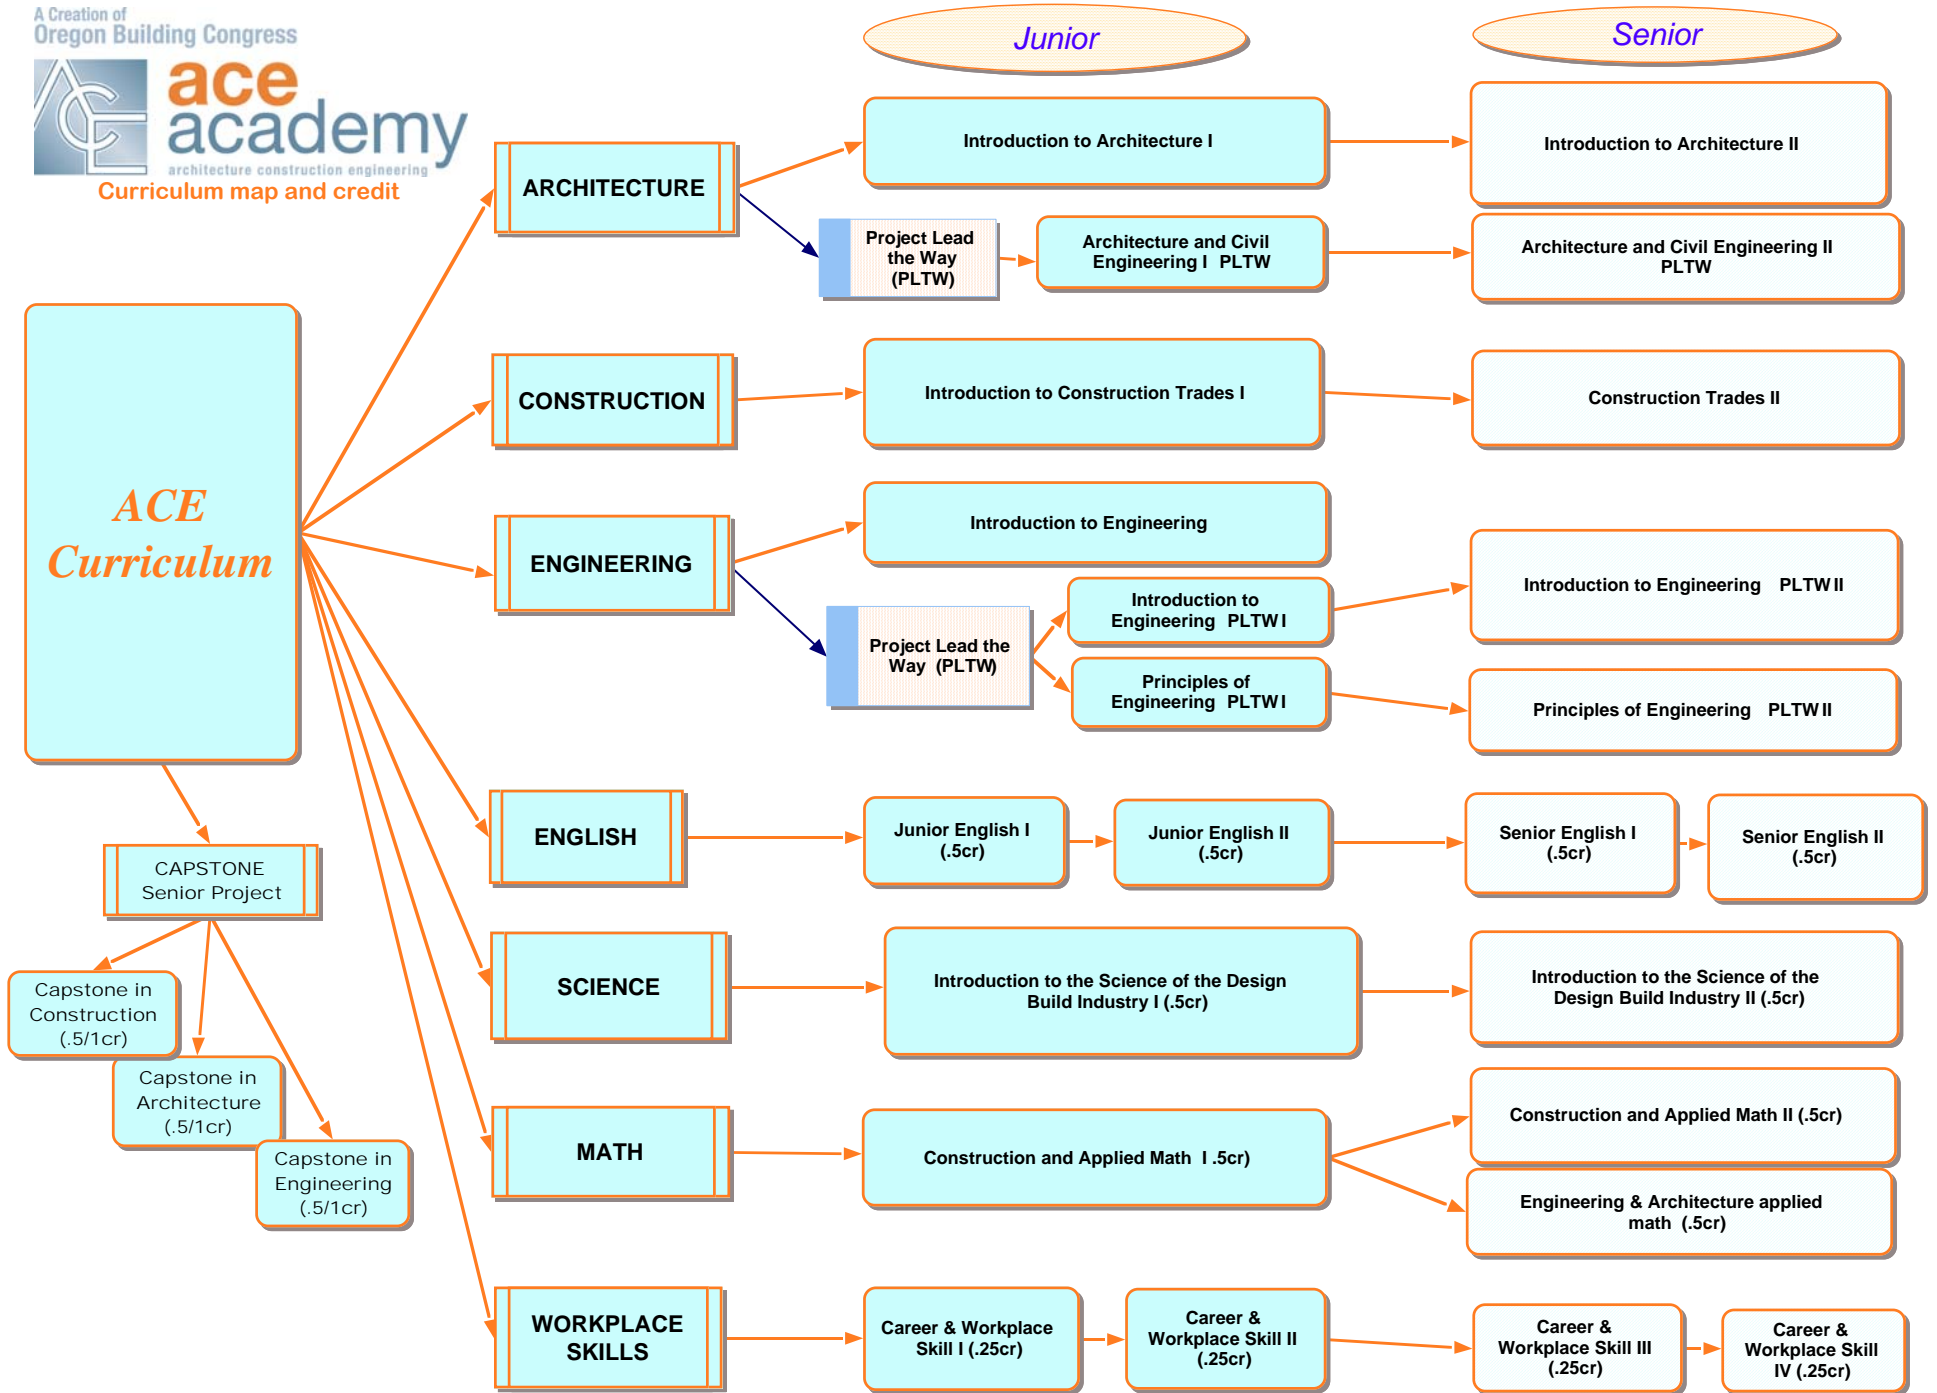 A Creation of
Oregon Building Congress
ACE
ace
academy
architecture construction engineering
Curriculum map and credit
Junior
Senior
ARCHITECTURE
Introduction to Architecture I
Introduction to Architecture II
Project Lead
the Way
(PLTW)
Architecture and Civil
Engineering I PLTW
Architecture and Civil Engineering II
PLTW
ACE
Curriculum
CONSTRUCTION
Introduction to Construction Trades I
Construction Trades II
ENGINEERING
Introduction to Engineering
Project Lead the
Way (PLTW)
Introduction to
Engineering PLTW I
Introduction to Engineering PLTW II
Principles of
Engineering PLTW I
Principles of Engineering PLTW II
ENGLISH
Junior English I
(.5cr)
Junior English II
(.5cr)
Senior English I
(.5cr)
Senior English II
(.5cr)
CAPSTONE
Senior Project
Capstone in
Construction
(.5/1cr)
Capstone in
Architecture
(.5/1cr)
Capstone in
Engineering
(.5/1cr)
SCIENCE
Introduction to the Science of the Design
Build Industry I (.5cr)
Introduction to the Science of the
Design Build Industry II (.5cr)
MATH
Construction and Applied Math I .5cr)
Construction and Applied Math II (.5cr)
Engineering & Architecture applied
math (.5cr)
WORKPLACE
SKILLS
Career & Workplace
Skill I (.25cr)
Career &
Workplace Skill II
(.25cr)
Career &
Workplace Skill III
(.25cr)
Career &
Workplace Skill
IV (.25cr)